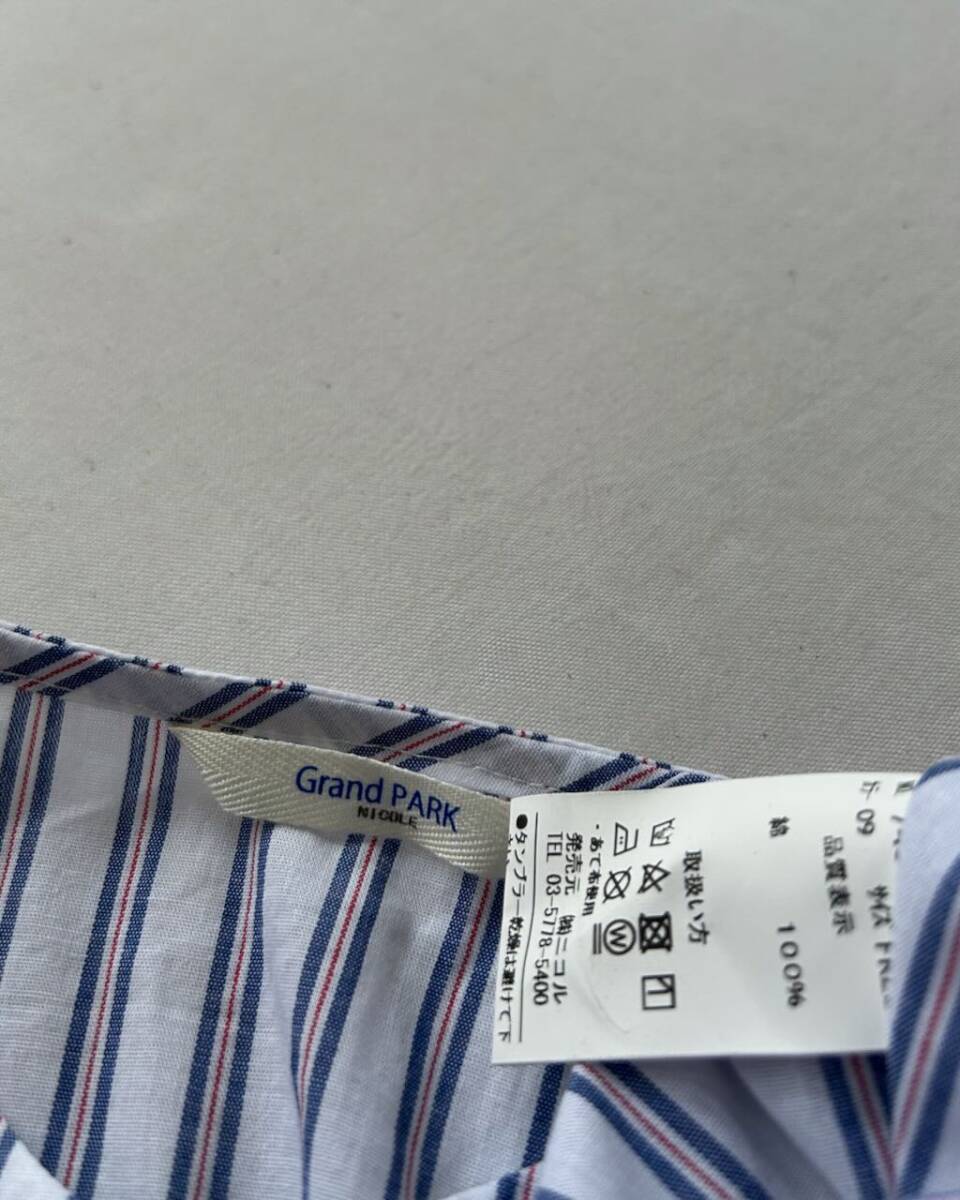 Grand PARK
NICOLE
09
サイズ FREE
品質表示
綿 100%
取扱い方
・あて布使用
発売元 ㈱ニコル
TEL 03-5778-5400
●タンブラー乾燥は避けて下